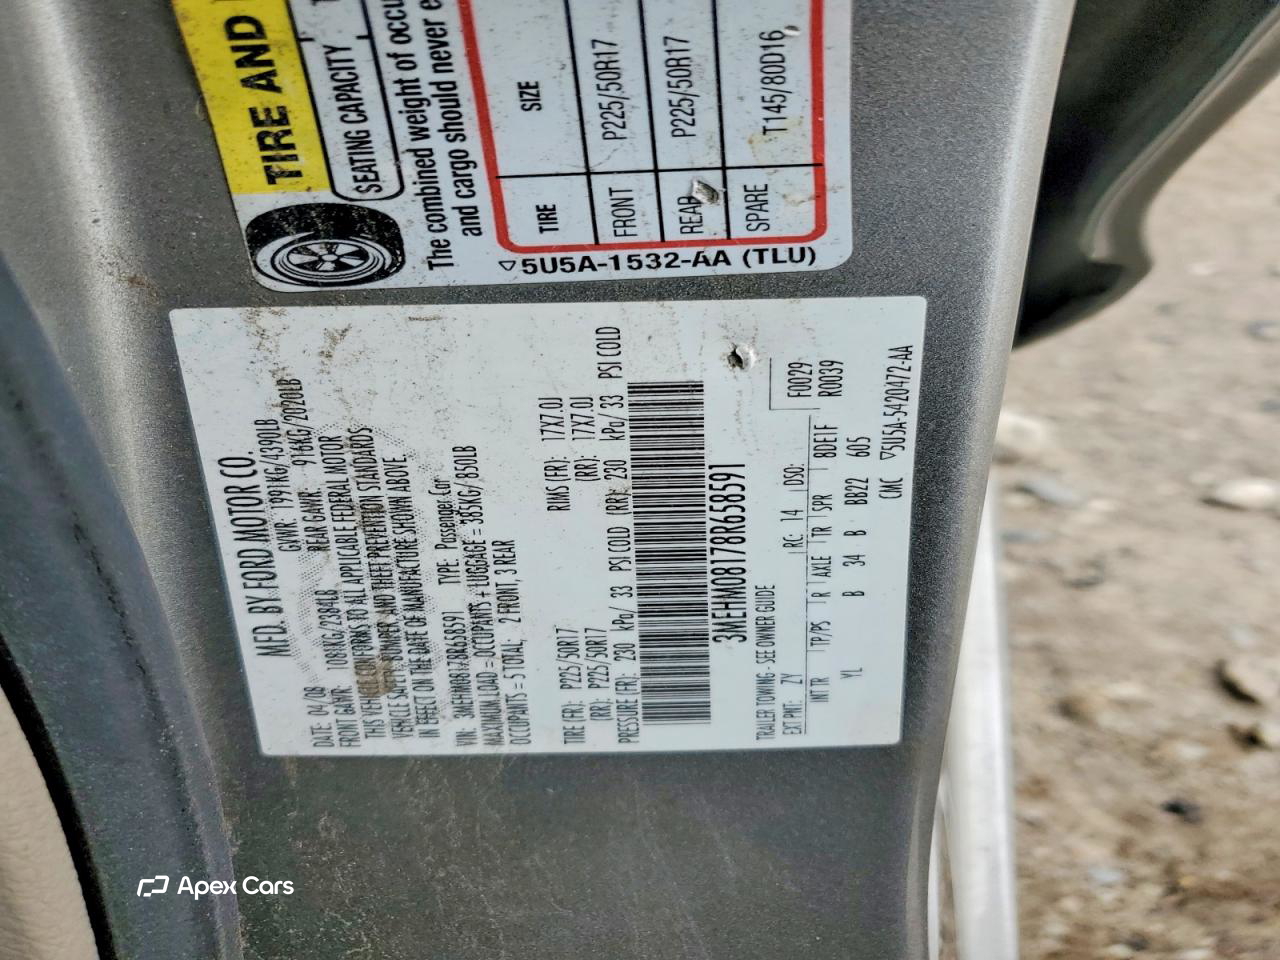 TIRE AND
SEATING CAPACITY
The combined weight of occu
and cargo should never e
TIRE SIZE
FRONT P225/50R17
REAR P225/50R17
SPARE T145/80D16
5U5A-1532-AA (TLU)
MFD. BY FORD MOTOR CO.
DATE: 04/08 GVWR: 1991KG/4390LB
FRONT GAWR: 1081KG/2384LB REAR GAWR: 916KG/2020LB
THIS VEHICLE CONFORMS TO ALL APPLICABLE FEDERAL MOTOR
VEHICLE SAFETY, BUMPER, AND THEFT PREVENTION STANDARDS
IN EFFECT ON THE DATE OF MANUFACTURE SHOWN ABOVE.
VIN: 3MEHM08178R658591 TYPE: Passenger Car
MAXIMUM LOAD = OCCUPANTS + LUGGAGE = 385KG/850LB
OCCUPANTS = 5 TOTAL; 2 FRONT, 3 REAR
TIRE (FR): P225/50R17 RIMS (FR): 17X7.0J
(RR): P225/50R17 (RR): 17X7.0J
PRESSURE (FR): 230 kPa/ 33 PSI COLD (RR): 230 kPa/ 33 PSI COLD
3MEHM08178R658591
TRAILER TOWING - SEE OWNER GUIDE
F0029
EXT PNT: ZY RC: 14 DSO: R0039
INT TR TP/PS R AXLE TR SPR 8DE1F
YL B 34 B BB22 605
CMC 5U5A-5420472-AA
Apex Cars